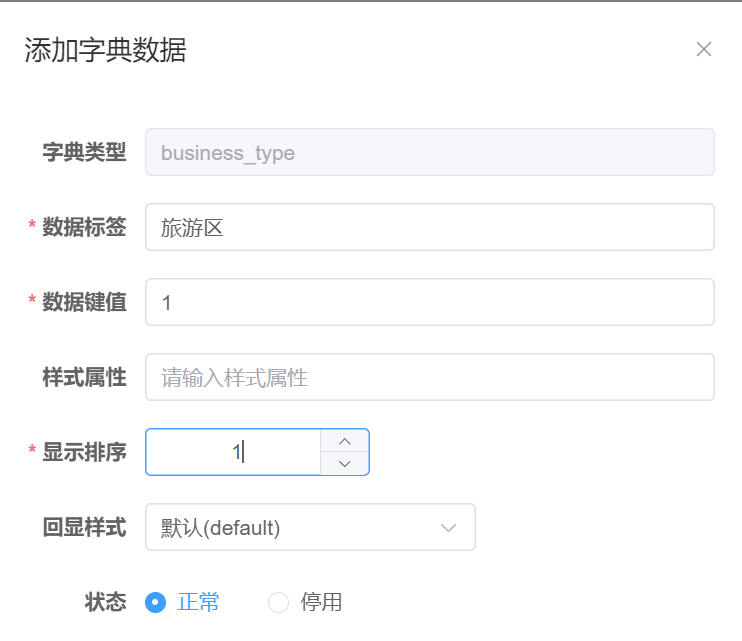 添加字典数据
字典类型 business_type
* 数据标签 旅游区
* 数据键值 1
样式属性 请输入样式属性
* 显示排序 1
回显样式 默认(default)
状态 正常 停用